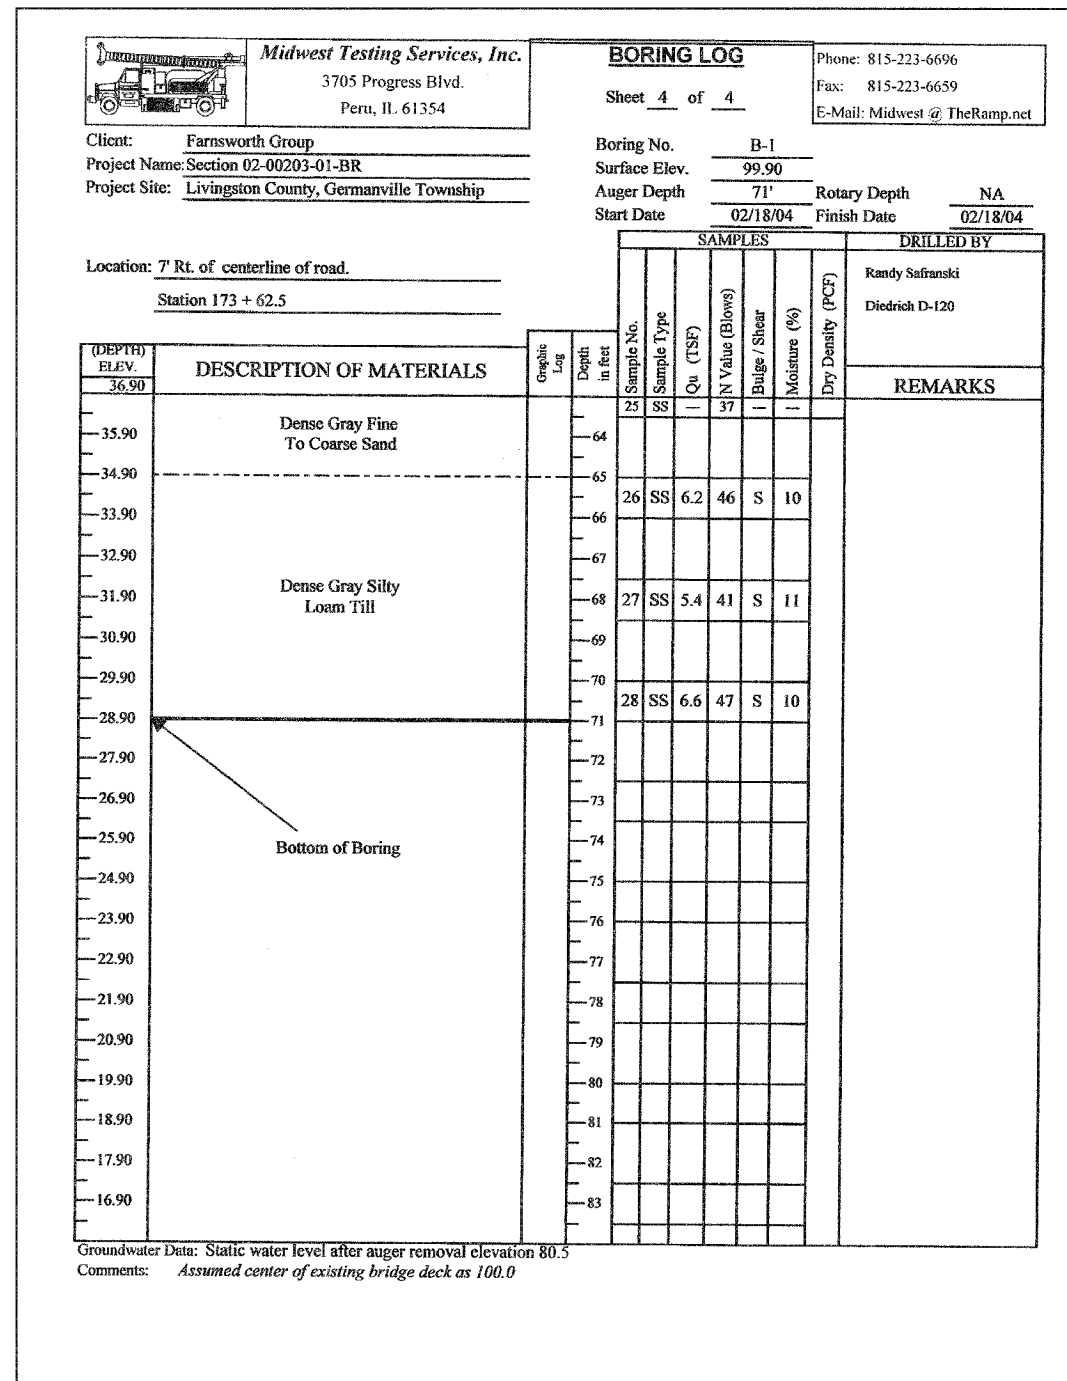 Midwest Testing Services, Inc.
3705 Progress Blvd.
Peru, IL 61354
BORING LOG
Sheet 4 of 4
Phone: 815-223-6696
Fax: 815-223-6659
E-Mail: Midwest @ TheRamp.net
Client: Farnsworth Group
Project Name: Section 02-00203-01-BR
Project Site: Livingston County, Germanville Township
Boring No. B-1
Surface Elev. 99.90
Auger Depth 71' Rotary Depth NA
Start Date 02/18/04 Finish Date 02/18/04
Location: 7' Rt. of centerline of road.
Station 173 + 62.5
SAMPLES
DRILLED BY
Randy Safranski
Diedrich D-120
(DEPTH)
ELEV.
36.90
DESCRIPTION OF MATERIALS
Graphic
Log
Depth
in feet
Sample No.
Sample Type
Qu (TSF)
N Value (Blows)
Bulge / Shear
Moisture (%)
Dry Density (PCF)
REMARKS
25 SS — 37 — —
Dense Gray Fine
To Coarse Sand
35.90 64
34.90 65
26 SS 6.2 46 S 10
33.90 66
32.90 67
Dense Gray Silty
Loam Till
31.90 68 27 SS 5.4 41 S 11
30.90 69
29.90 70
28 SS 6.6 47 S 10
28.90 71
27.90 72
26.90 73
25.90 74
Bottom of Boring
24.90 75
23.90 76
22.90 77
21.90 78
20.90 79
19.90 80
18.90 81
17.90 82
16.90 83
Groundwater Data: Static water level after auger removal elevation 80.5
Comments: Assumed center of existing bridge deck as 100.0